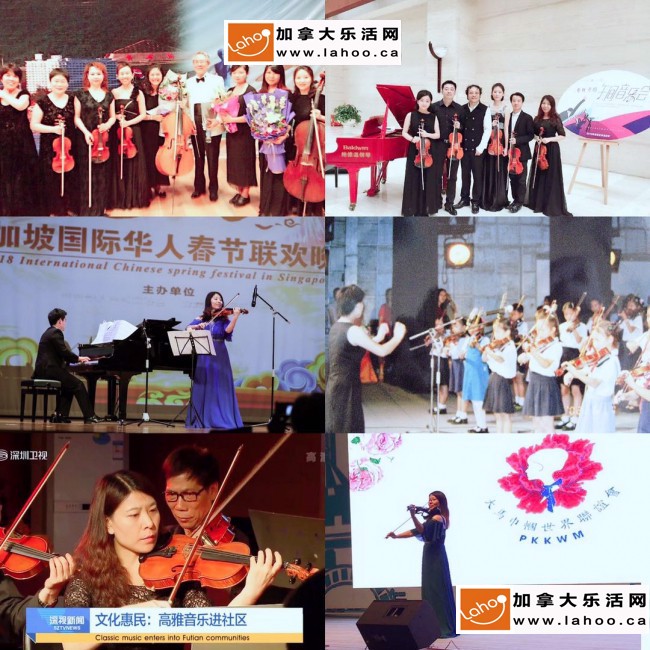 Lahoo
加拿大乐活网
www.lahoo.ca
加坡国际华人春节联欢晚
18 International Chinese spring festival in Singapo
主办单位
深圳卫视
PKKWM
深视新闻
SZTVNEWS
文化惠民：高雅音乐进社区
Classic music enters into Futian communities
Lahoo
加拿大乐活网
www.lahoo.ca